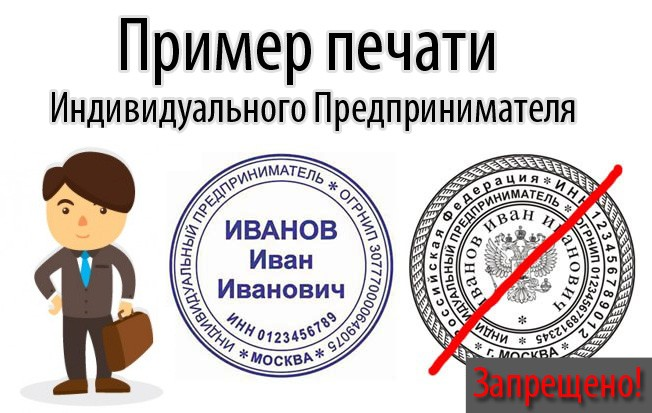 Пример печати
Индивидуального Предпринимателя
ИНДИВИДУАЛЬНЫЙ ПРЕДПРИНИМАТЕЛЬ * ОГРНИП 307770000649075
* МОСКВА *
ИВАНОВ
Иван
Иванович
ИНН 0123456789
Российская Федерация * ИНН 123456789012
ИНДИВИДУАЛЬНЫЙ ПРЕДПРИНИМАТЕЛЬ * ОГРНИП 012345678912345
Иванов иван иванович
г. МОСКВА
Запрещено!